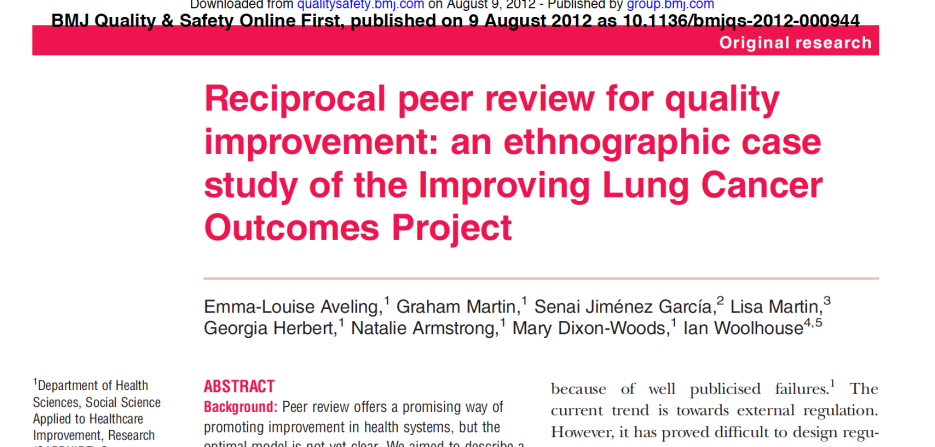 Downloaded from qualitysafety.bmj.com on August 9, 2012 - Published by group.bmj.com
BMJ Quality & Safety Online First, published on 9 August 2012 as 10.1136/bmjqs-2012-000944
Original research
Reciprocal peer review for quality
improvement: an ethnographic case
study of the Improving Lung Cancer
Outcomes Project
Emma-Louise Aveling,1 Graham Martin,1 Senai Jiménez García,2 Lisa Martin,3
Georgia Herbert,1 Natalie Armstrong,1 Mary Dixon-Woods,1 Ian Woolhouse4,5
1Department of Health
Sciences, Social Science
Applied to Healthcare
Improvement, Research
ABSTRACT
Background: Peer review offers a promising way of
promoting improvement in health systems, but the
optimal model is not yet clear. We aimed to describe a
because of well publicised failures.1 The
current trend is towards external regulation.
However, it has proved difficult to design regu-